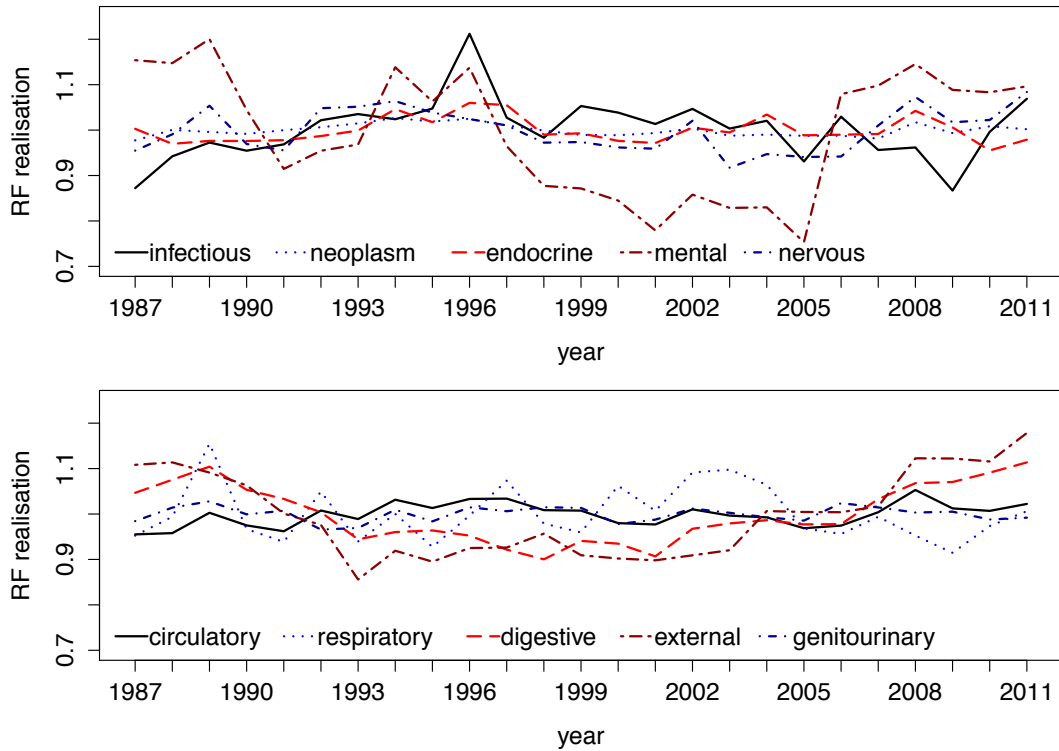 RF realisation
1.1
0.9
0.7
infectious neoplasm endocrine mental nervous
1987 1990 1993 1996 1999 2002 2005 2008 2011
year
RF realisation
1.1
0.9
0.7
circulatory respiratory digestive external genitourinary
1987 1990 1993 1996 1999 2002 2005 2008 2011
year